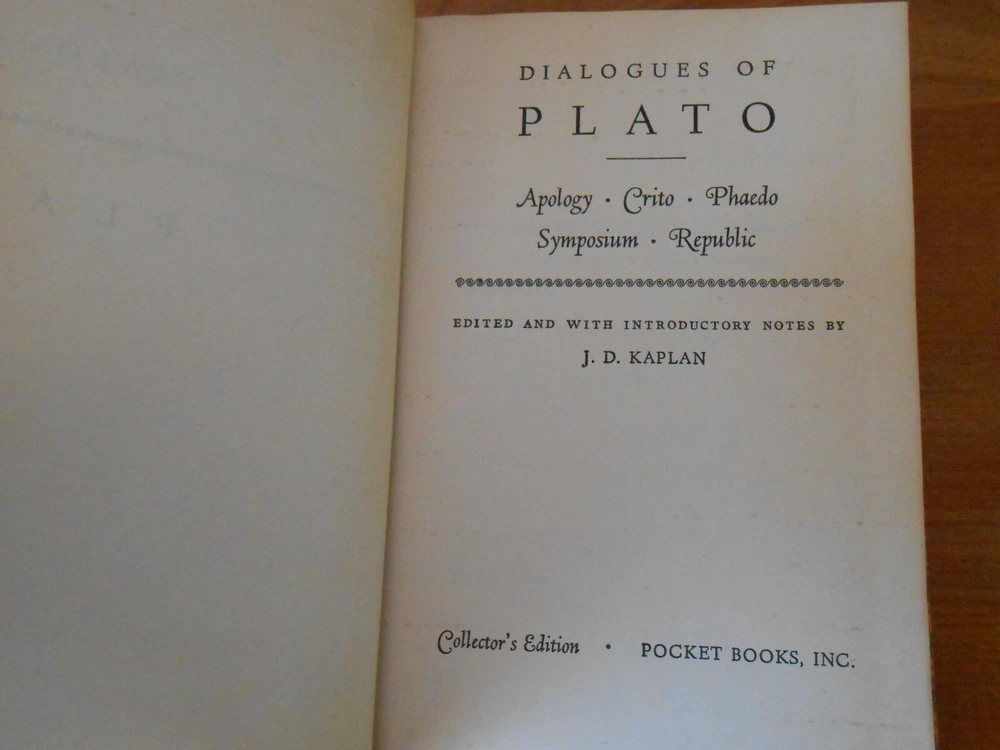 DIALOGUES OF
PLATO
Apology · Crito · Phaedo
Symposium · Republic
EDITED AND WITH INTRODUCTORY NOTES BY
J. D. KAPLAN
Collector's Edition · POCKET BOOKS, INC.